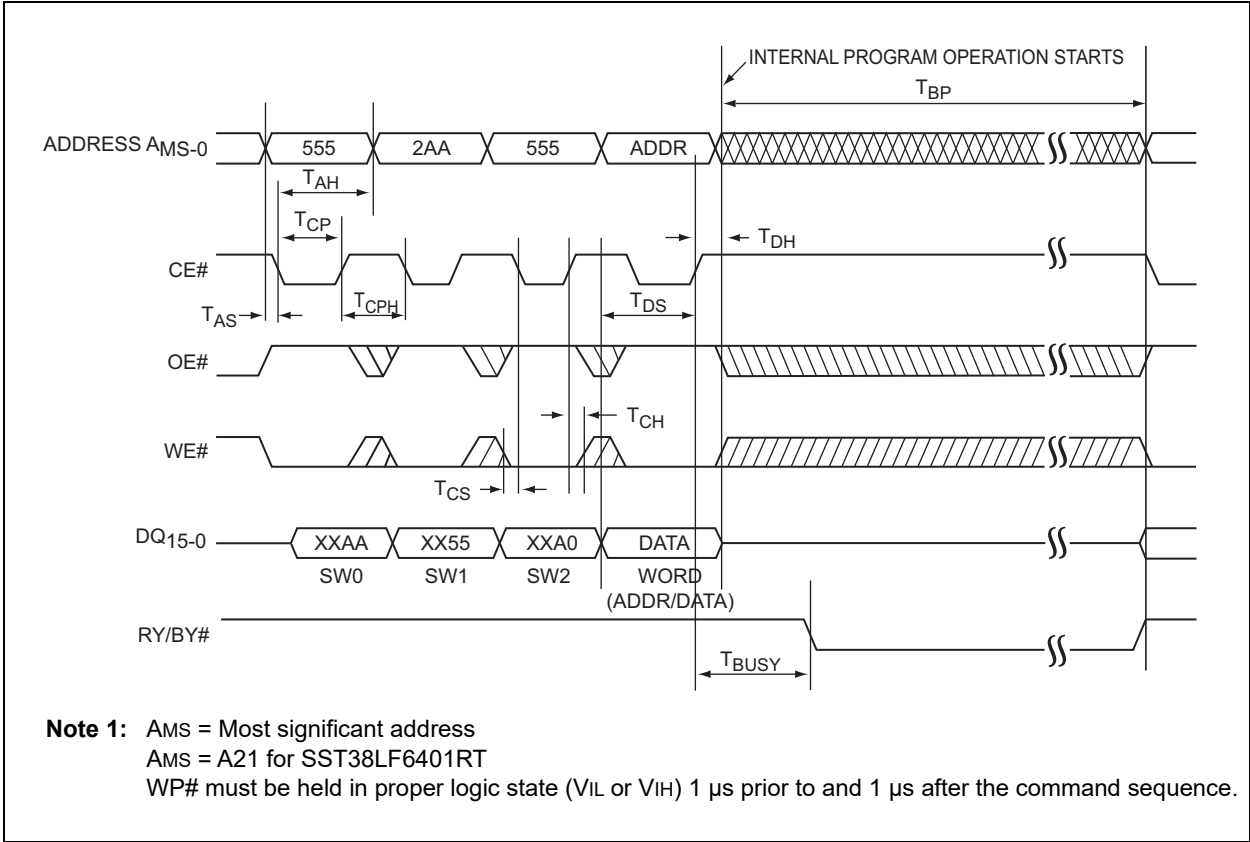 INTERNAL PROGRAM OPERATION STARTS
TBP
ADDRESS AMS-0
555
2AA
555
ADDR
TAH
TCP
TDH
CE#
TCPH
TDS
TAS
OE#
TCH
WE#
TCS
DQ15-0
XXAA
XX55
XXA0
DATA
SW0
SW1
SW2
WORD
(ADDR/DATA)
RY/BY#
TBUSY
Note 1: AMS = Most significant address
AMS = A21 for SST38LF6401RT
WP# must be held in proper logic state (VIL or VIH) 1 µs prior to and 1 µs after the command sequence.